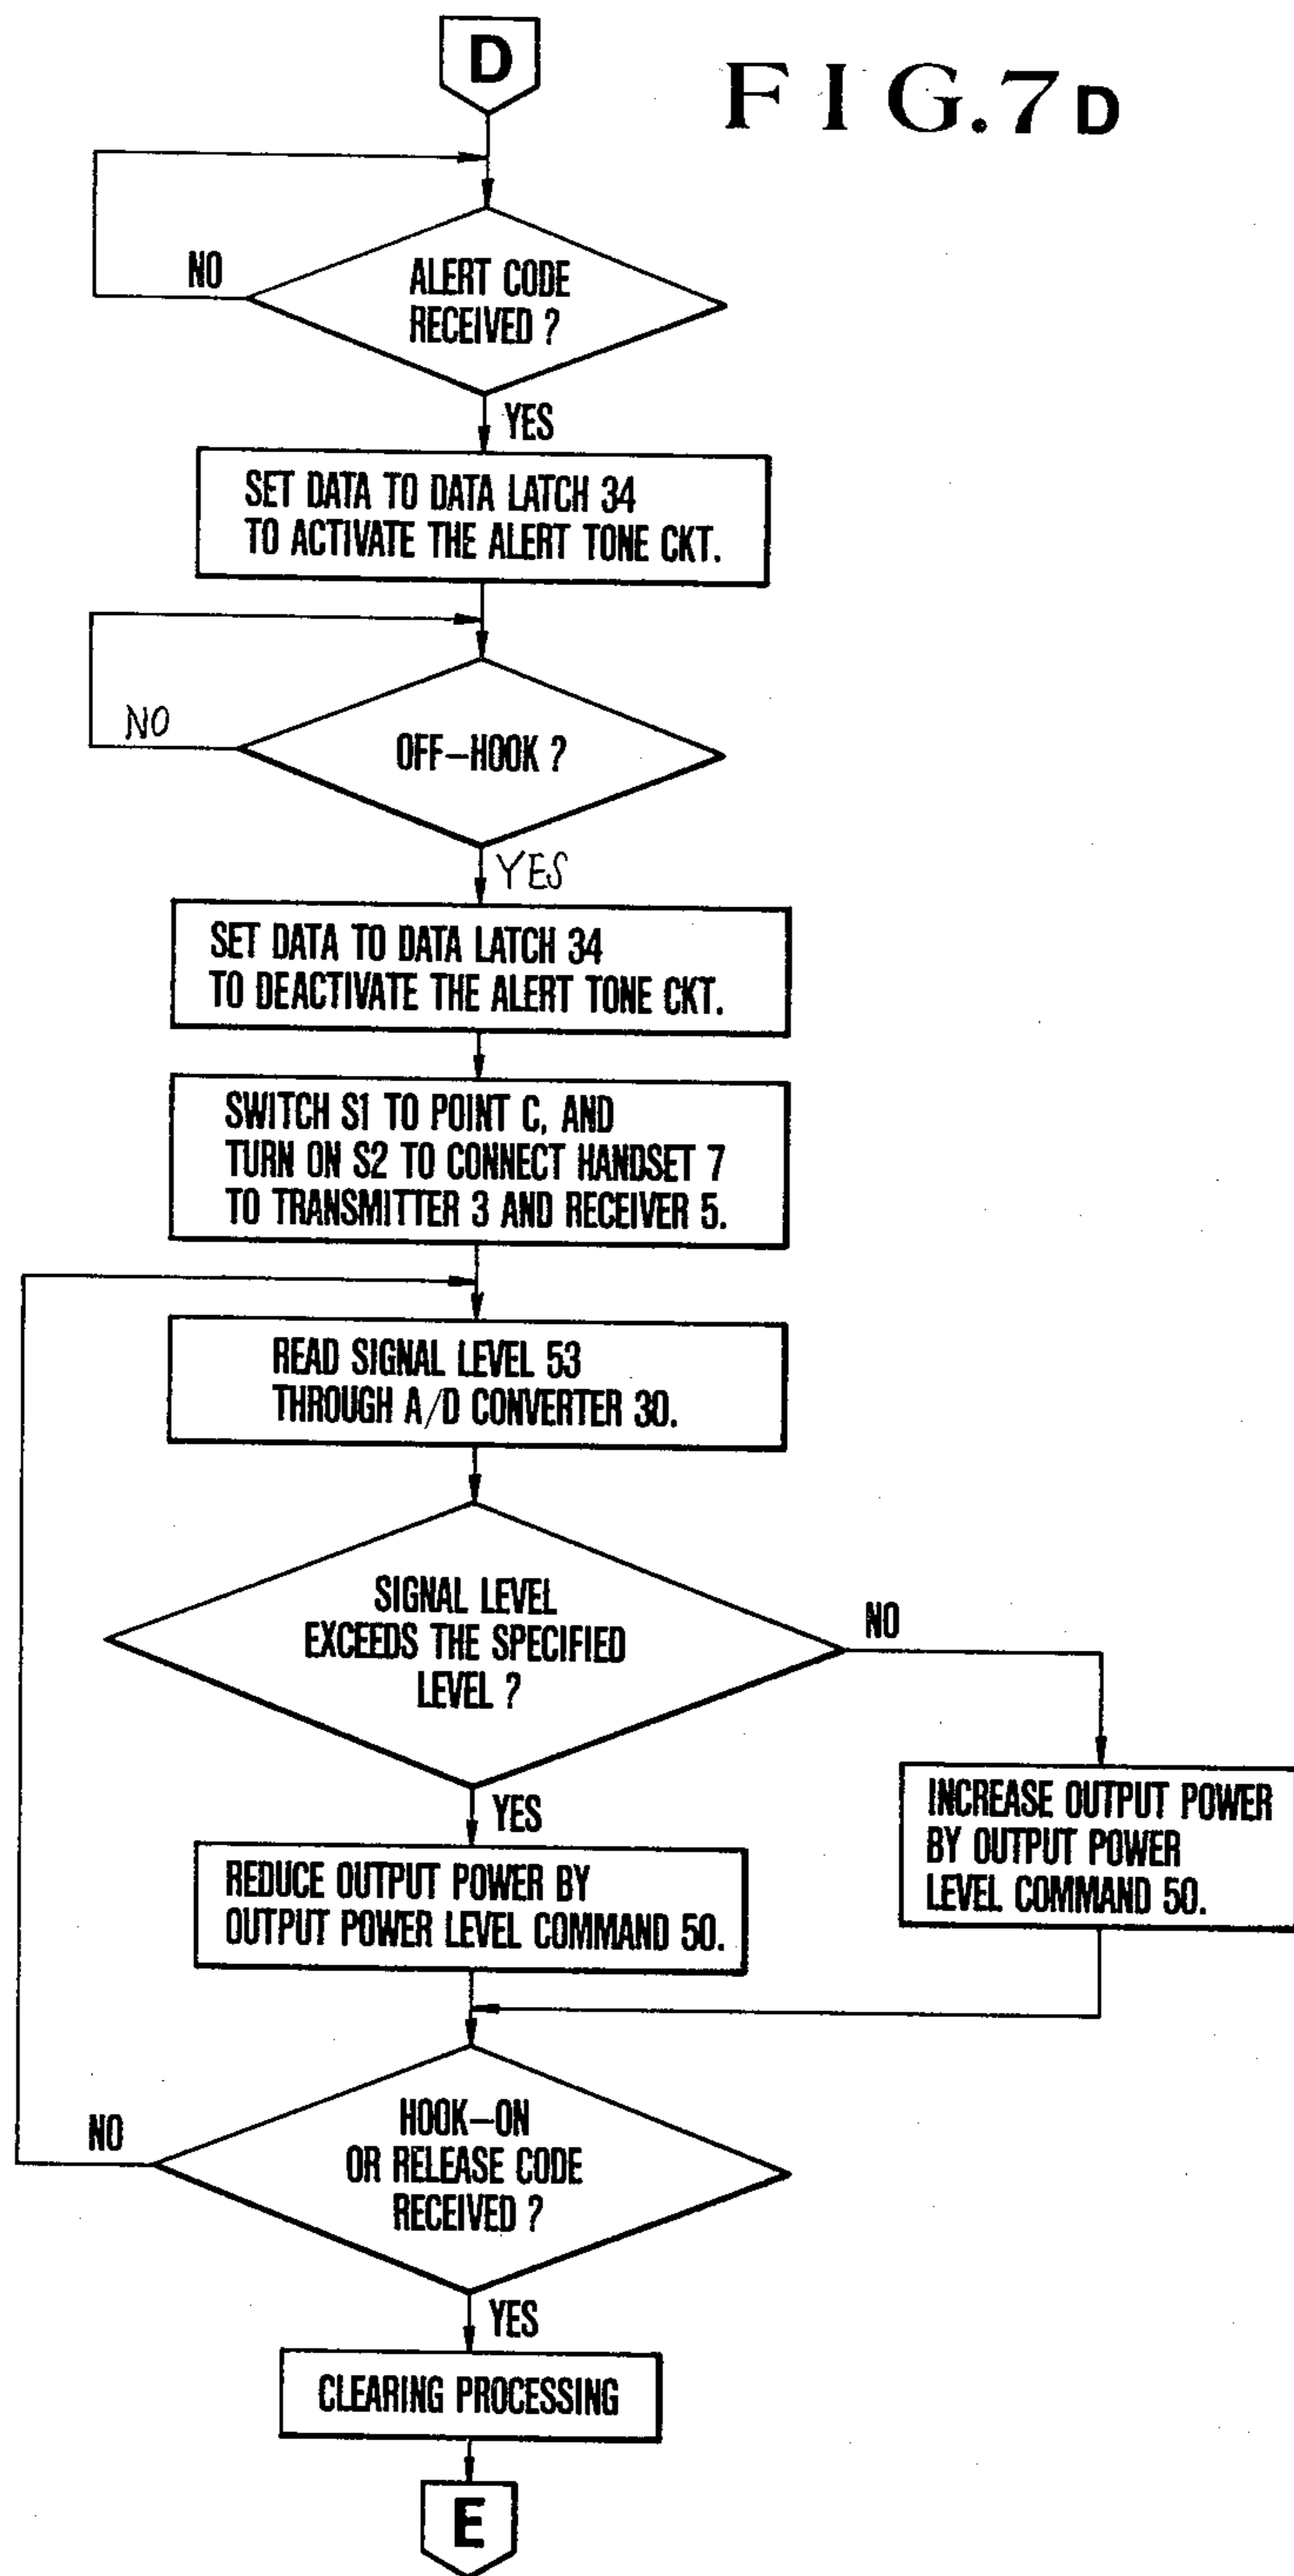 D
FIG. 7D
NO
ALERT CODE
RECEIVED ?
YES
SET DATA TO DATA LATCH 34
TO ACTIVATE THE ALERT TONE CKT.
NO
OFF-HOOK ?
YES
SET DATA TO DATA LATCH 34
TO DEACTIVATE THE ALERT TONE CKT.
SWITCH S1 TO POINT C, AND
TURN ON S2 TO CONNECT HANDSET 7
TO TRANSMITTER 3 AND RECEIVER 5.
READ SIGNAL LEVEL 53
THROUGH A/D CONVERTER 30.
SIGNAL LEVEL
EXCEEDS THE SPECIFIED
LEVEL ?
NO
YES
INCREASE OUTPUT POWER
BY OUTPUT POWER
LEVEL COMMAND 50.
REDUCE OUTPUT POWER BY
OUTPUT POWER LEVEL COMMAND 50.
NO
HOOK-ON
OR RELEASE CODE
RECEIVED ?
YES
CLEARING PROCESSING
E